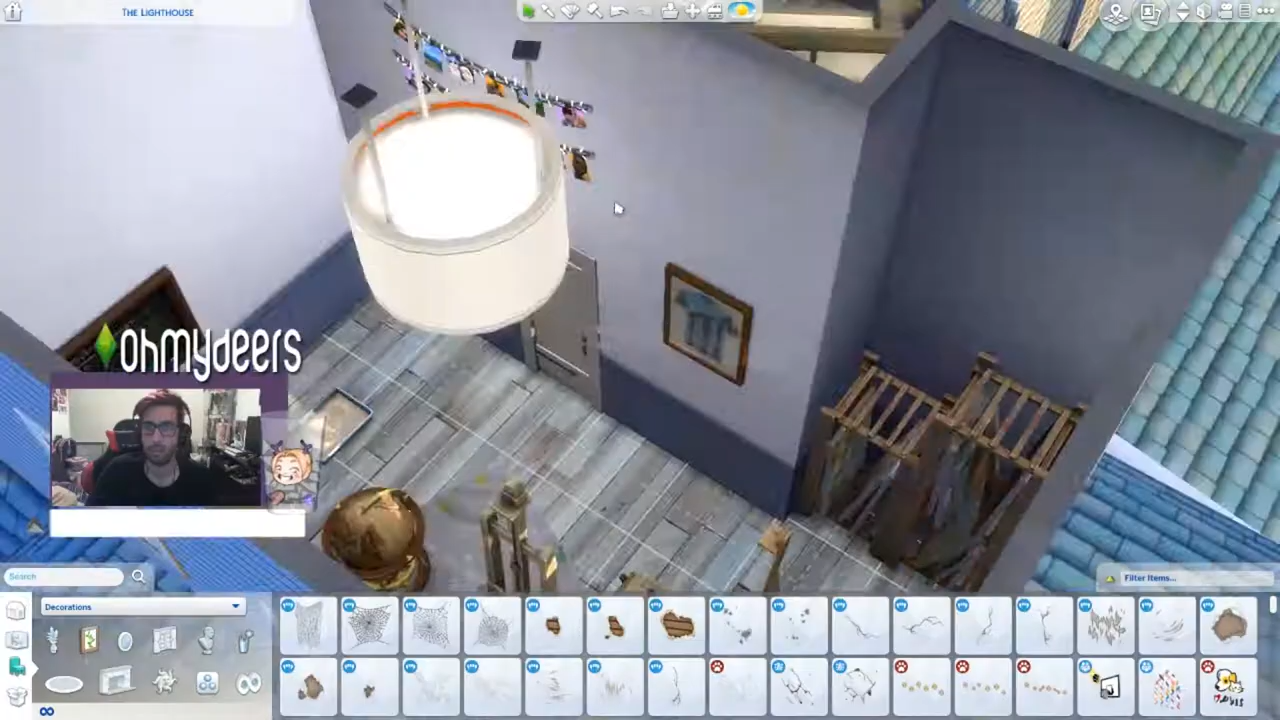 THE LIGHTHOUSE
ohmydeers
Search
Filter Items...
Decorations